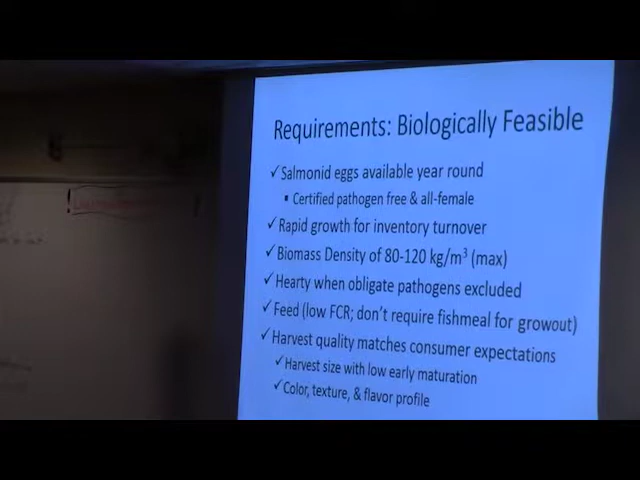 Requirements: Biologically Feasible
✓Salmonid eggs available year round
▪ Certified pathogen free & all-female
✓Rapid growth for inventory turnover
✓Biomass Density of 80-120 kg/m³ (max)
✓Hearty when obligate pathogens excluded
✓Feed (low FCR; don't require fishmeal for growout)
✓Harvest quality matches consumer expectations
✓Harvest size with low early maturation
✓Color, texture, & flavor profile